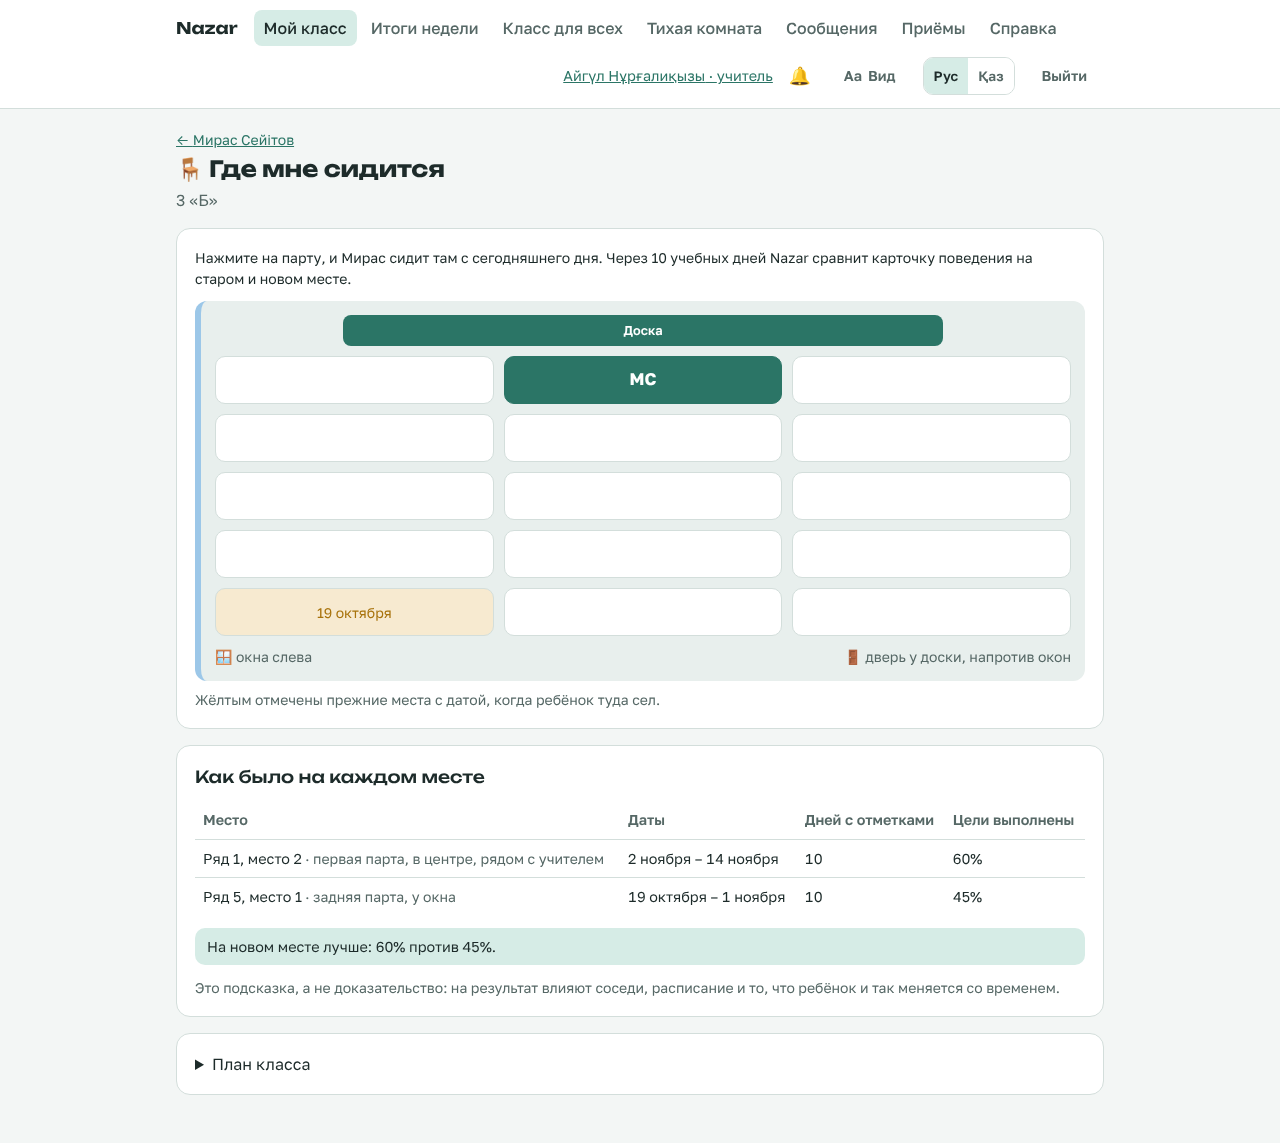 Nazar Мой класс Итоги недели Класс для всех Тихая комната Сообщения Приёмы Справка
Айгүл Нұрғалиқызы · учитель Аа Вид Рус Қаз Выйти
← Мирас Сейітов
Где мне сидится
3 «Б»
Нажмите на парту, и Мирас сидит там с сегодняшнего дня. Через 10 учебных дней Nazar сравнит карточку поведения на
старом и новом месте.
Доска
МС
19 октября
окна слева дверь у доски, напротив окон
Жёлтым отмечены прежние места с датой, когда ребёнок туда сел.
Как было на каждом месте
Место Даты Дней с отметками Цели выполнены
Ряд 1, место 2 · первая парта, в центре, рядом с учителем 2 ноября – 14 ноября 10 60%
Ряд 5, место 1 · задняя парта, у окна 19 октября – 1 ноября 10 45%
На новом месте лучше: 60% против 45%.
Это подсказка, а не доказательство: на результат влияют соседи, расписание и то, что ребёнок и так меняется со временем.
План класса